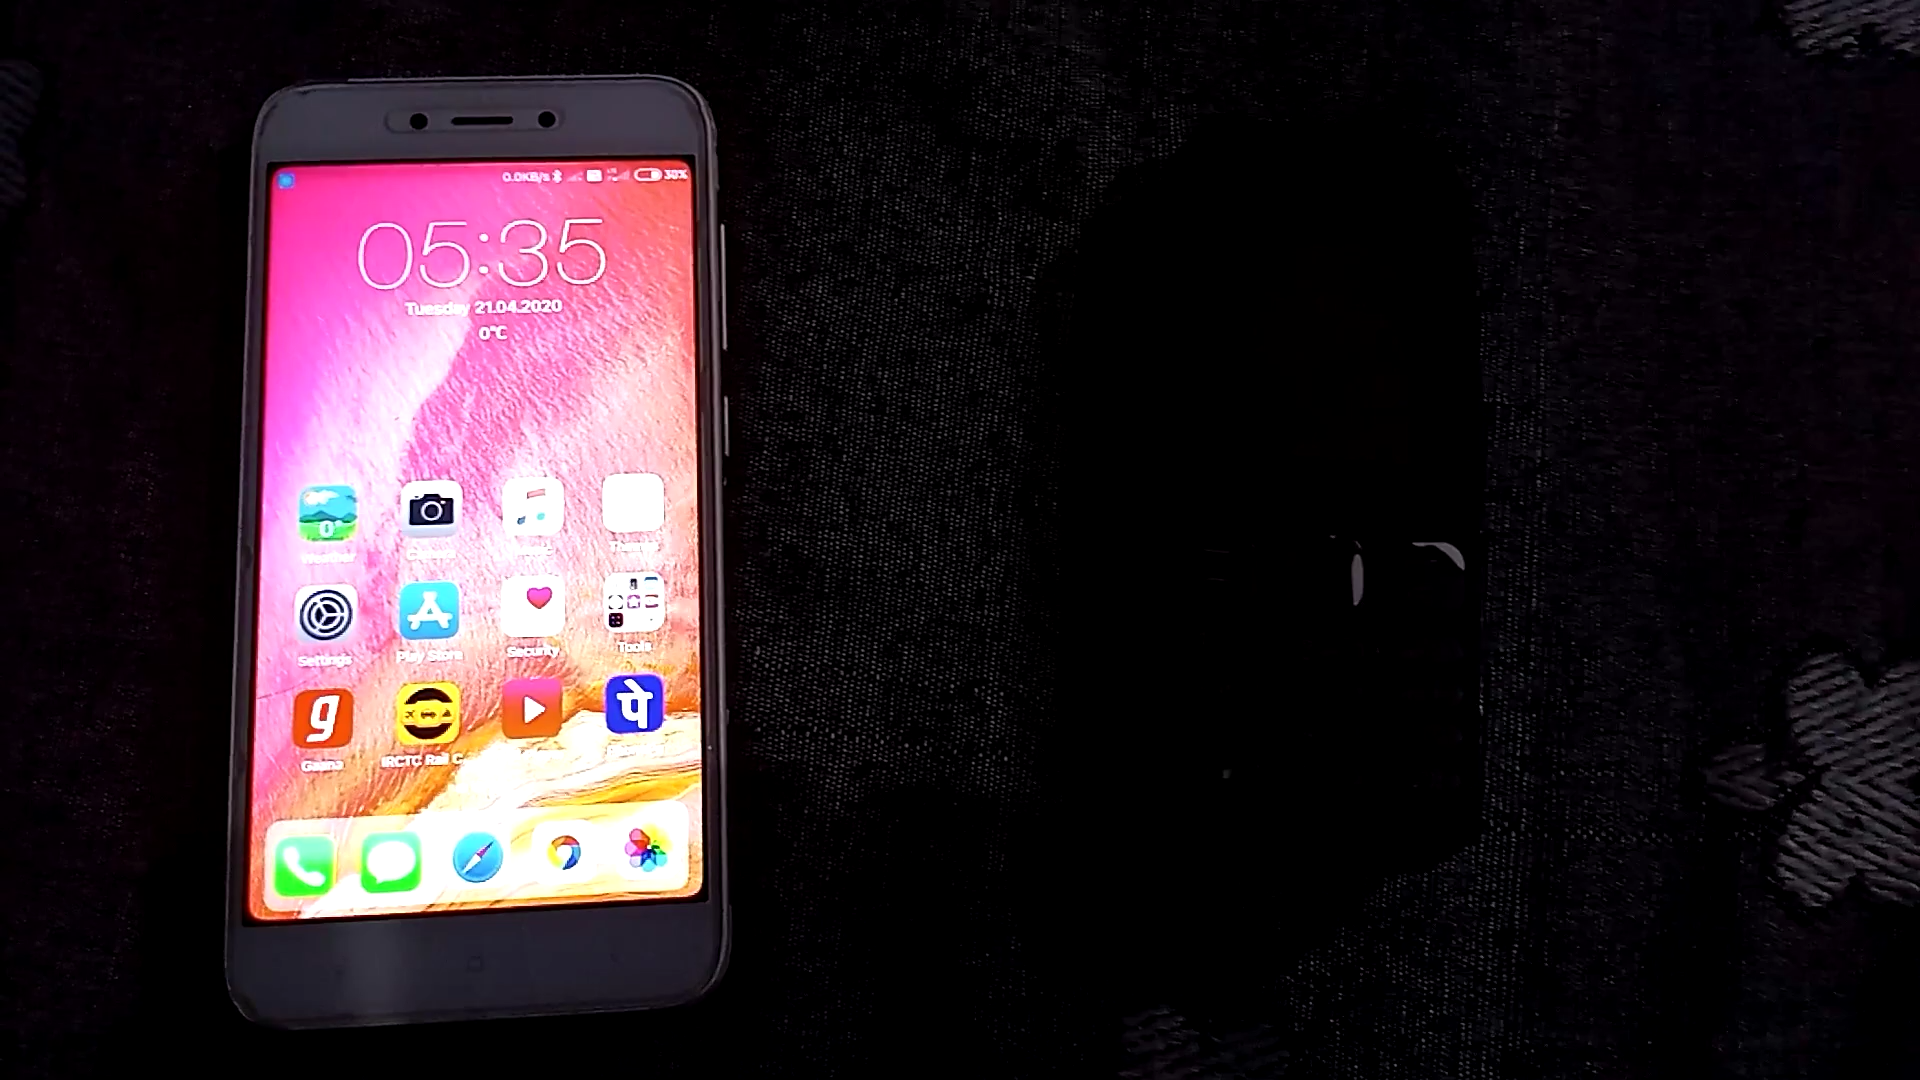 0.0KB/s 30%
05:35
Tuesday 21.04.2020
0°C
0°
Weather Camera
Settings Play Store Security Tools
g पे
Gaana IRCTC Rail C